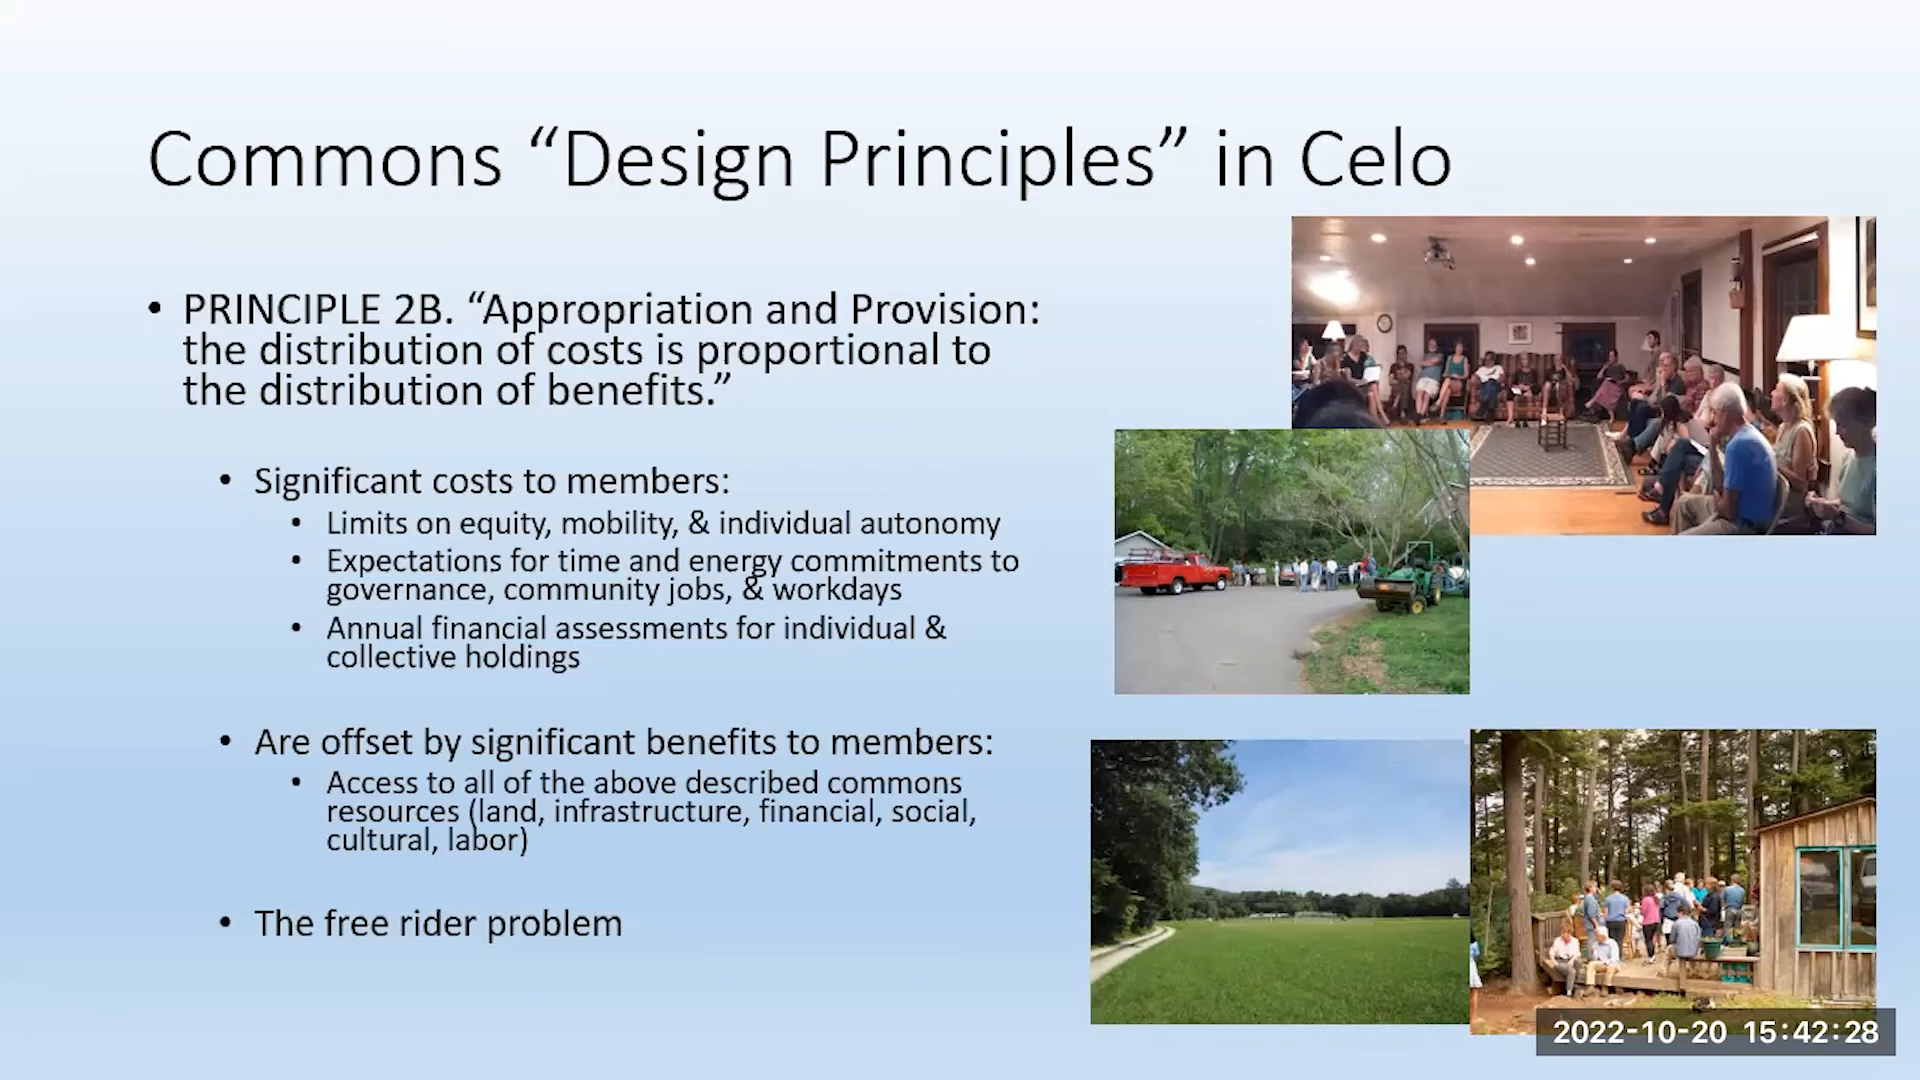 Commons “Design Principles” in Celo
• PRINCIPLE 2B. “Appropriation and Provision:
the distribution of costs is proportional to
the distribution of benefits.”
• Significant costs to members:
• Limits on equity, mobility, & individual autonomy
• Expectations for time and energy commitments to
governance, community jobs, & workdays
• Annual financial assessments for individual &
collective holdings
• Are offset by significant benefits to members:
• Access to all of the above described commons
resources (land, infrastructure, financial, social,
cultural, labor)
• The free rider problem
2022-10-20 15:42:28